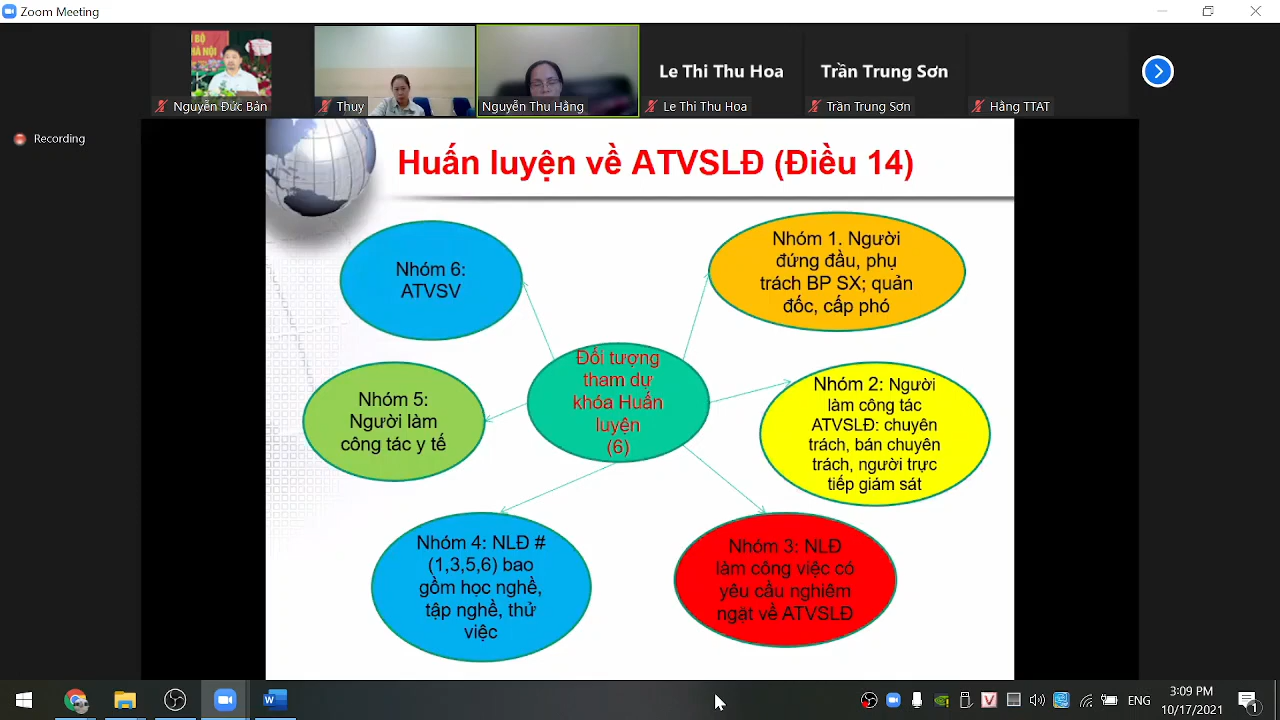 Zoom Meeting
BỘ
HÀ NỘI
Nguyễn Đức Bản
Thuy
Nguyễn Thu Hằng
Le Thi Thu Hoa
Le Thi Thu Hoa
Trần Trung Sơn
Trần Trung Sơn
Hằng TTAT
Recording
Huấn luyện về ATVSLĐ (Điều 14)
Nhóm 6:
ATVSV
Nhóm 1. Người
đứng đầu, phụ
trách BP SX; quản
đốc, cấp phó
Đối tượng
tham dự
khóa Huấn
luyện
(6)
Nhóm 2: Người
làm công tác
ATVSLĐ: chuyên
trách, bán chuyên
trách, người trực
tiếp giám sát
Nhóm 5:
Người làm
công tác y tế
Nhóm 4: NLĐ #
(1,3,5,6) bao
gồm học nghề,
tập nghề, thử
việc
Nhóm 3: NLĐ
làm công việc có
yêu cầu nghiêm
ngặt về ATVSLĐ
ENG
3:09 PM
10/17/2021